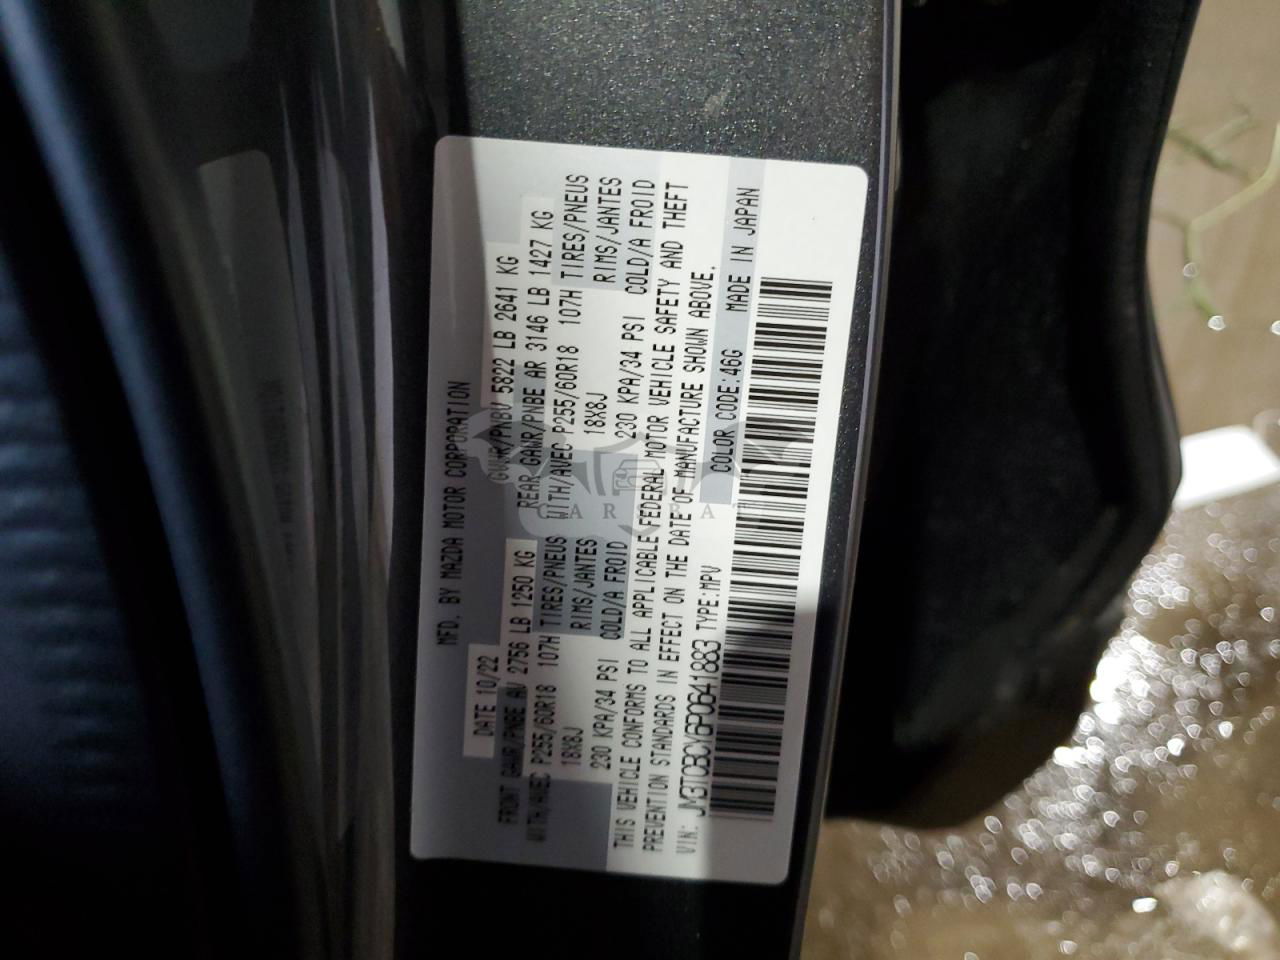 MFD. BY MAZDA MOTOR CORPORATION
DATE 10/22 GVWR/PNBV 5822 LB 2641 KG
FRONT GAWR/PNBE AV 2756 LB 1250 KG REAR GAWR/PNBE AR 3146 LB 1427 KG
WITH/AVEC P255/60R18 107H TIRES/PNEUS WITH/AVEC P255/60R18 107H TIRES/PNEUS
18X8J RIMS/JANTES 18X8J RIMS/JANTES
230 KPA/34 PSI COLD/A FROID 230 KPA/34 PSI COLD/A FROID
THIS VEHICLE CONFORMS TO ALL APPLICABLE FEDERAL MOTOR VEHICLE SAFETY AND THEFT
PREVENTION STANDARDS IN EFFECT ON THE DATE OF MANUFACTURE SHOWN ABOVE.
VIN: JM3TCBCY6P0641883 TYPE:MPV COLOR CODE:46G MADE IN JAPAN